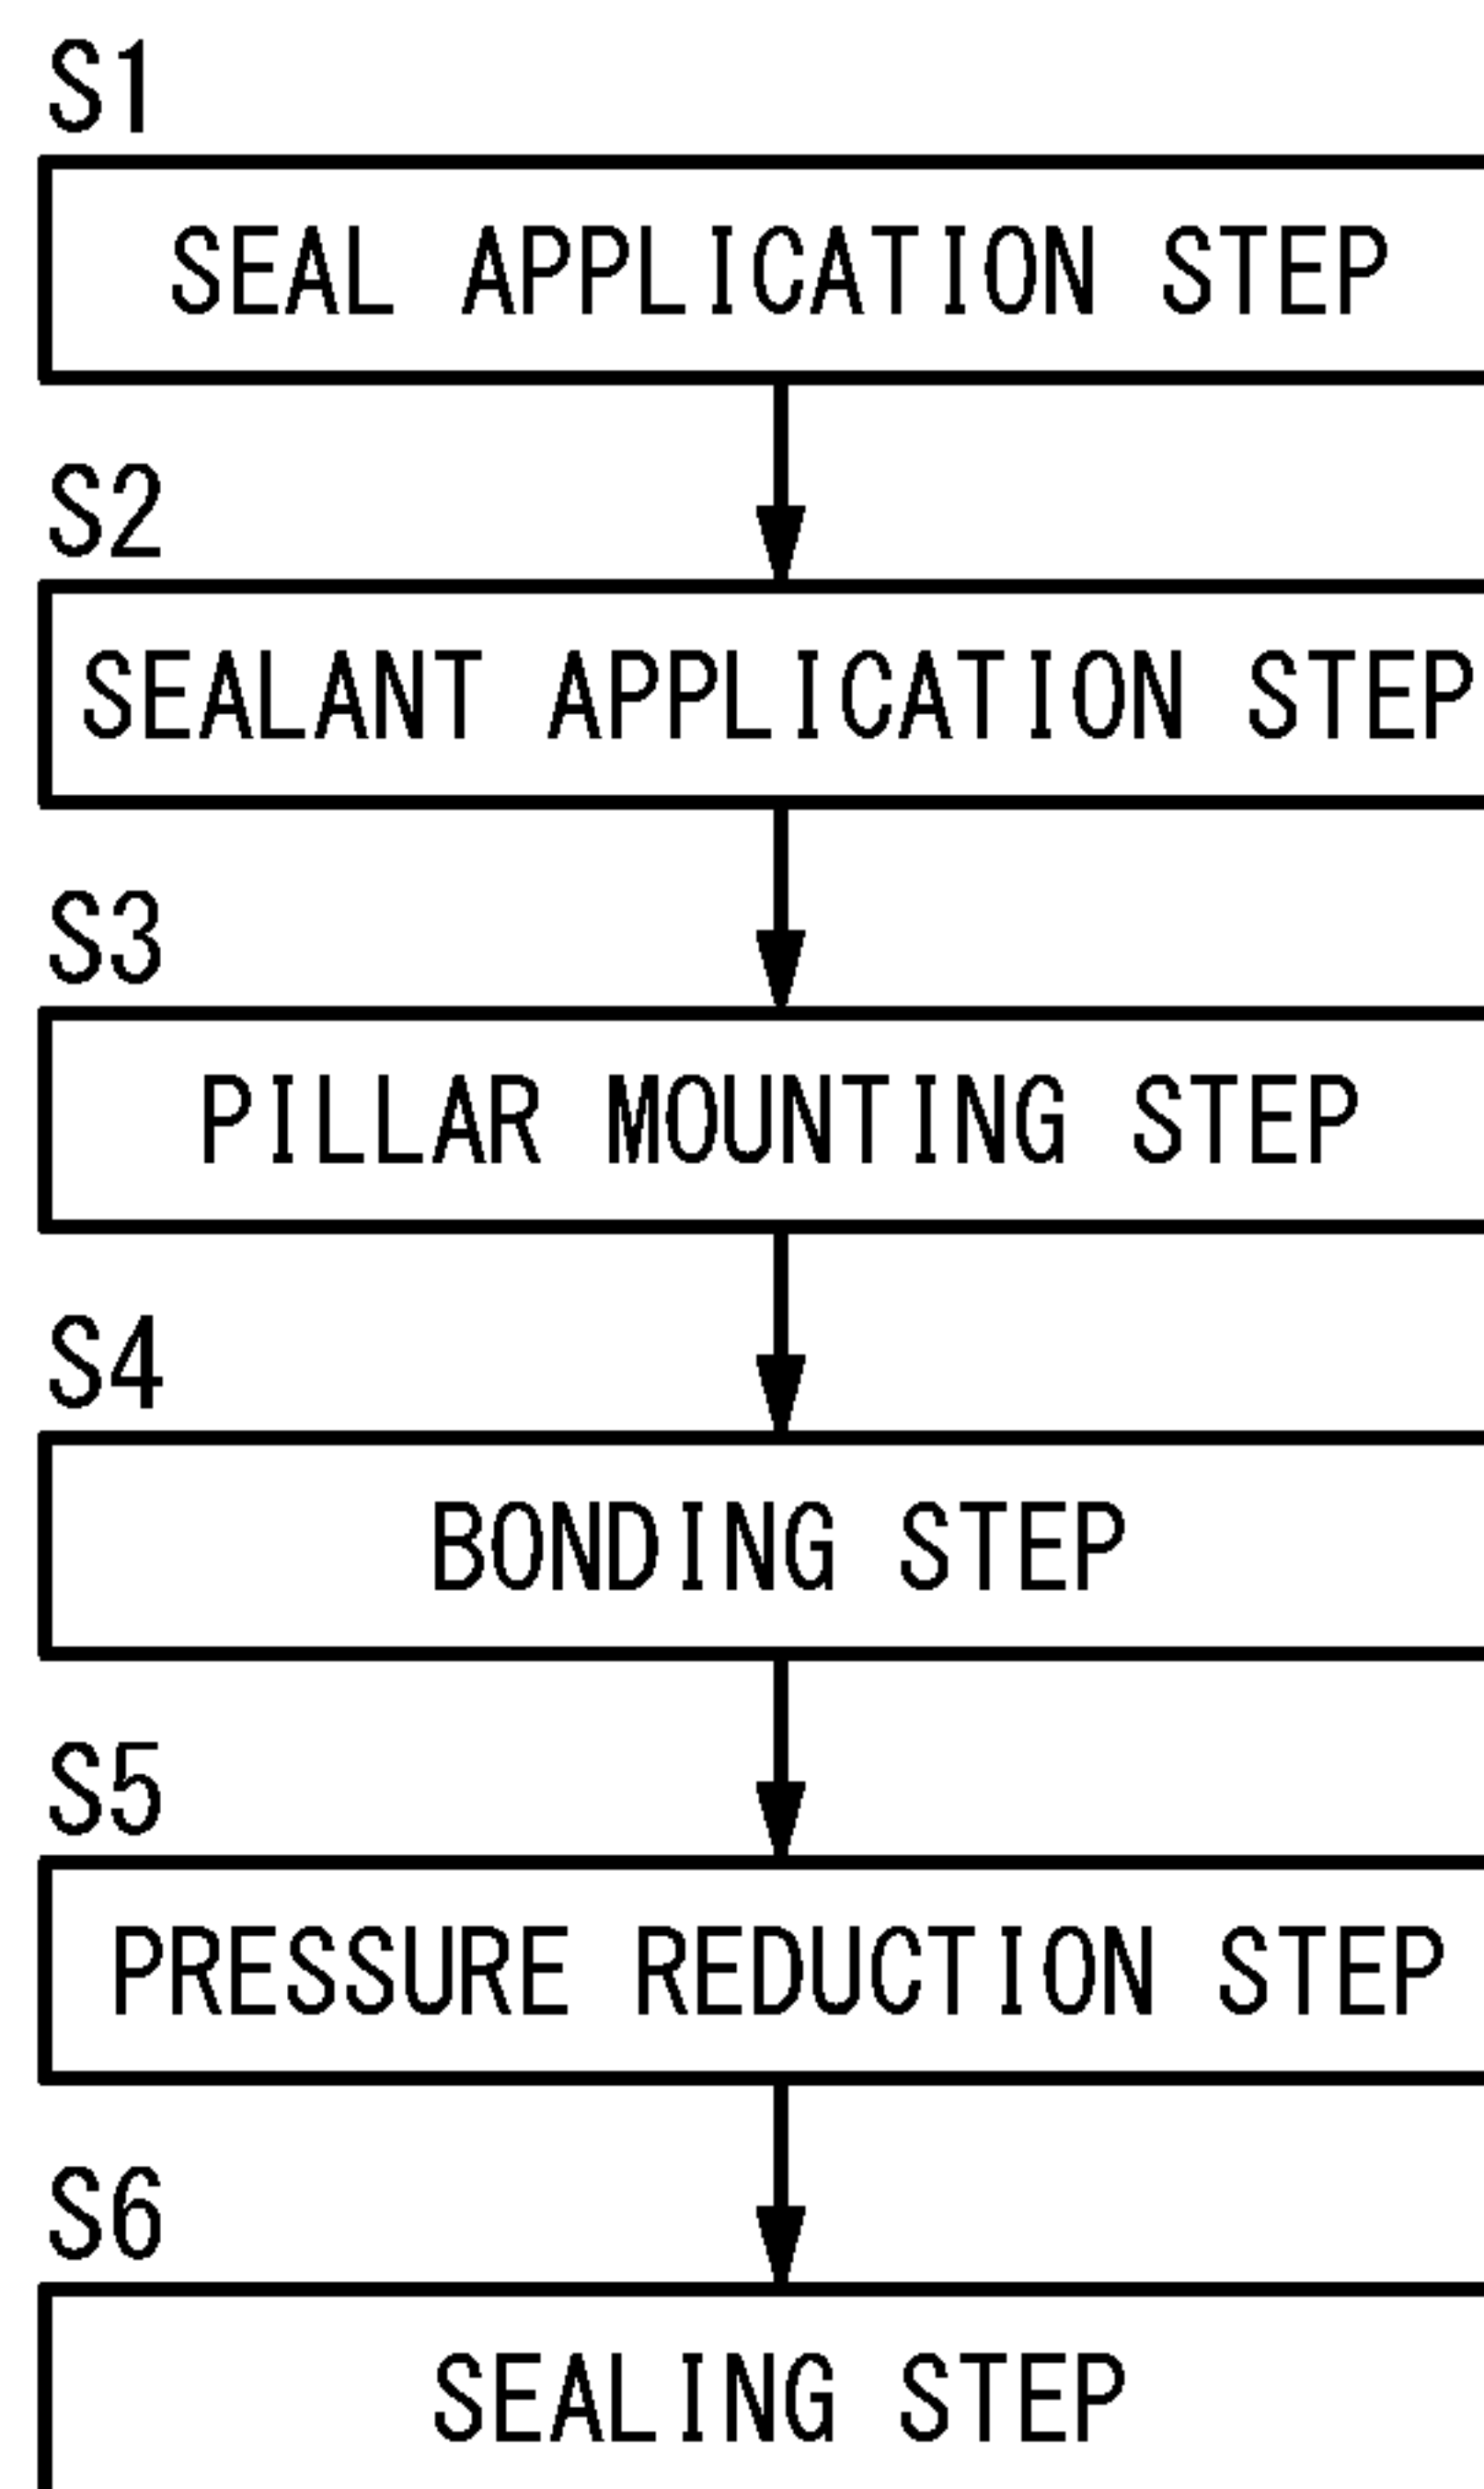 S1
SEAL APPLICATION STEP
S2
SEALANT APPLICATION STEP
S3
PILLAR MOUNTING STEP
S4
BONDING STEP
S5
PRESSURE REDUCTION STEP
S6
SEALING STEP